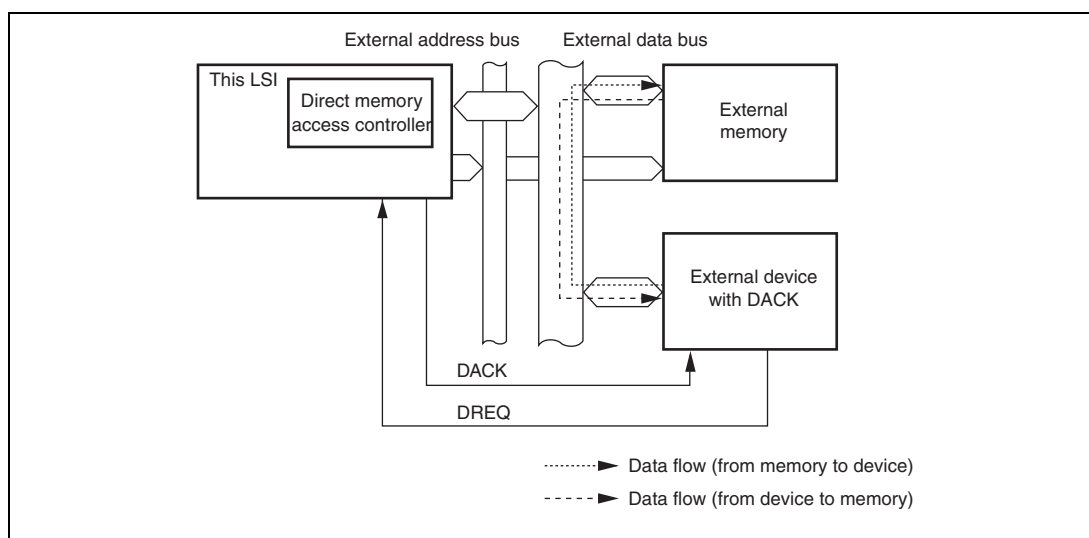 External address bus
External data bus
This LSI
Direct memory
access controller
External
memory
External device
with DACK
DACK
DREQ
Data flow (from memory to device)
Data flow (from device to memory)